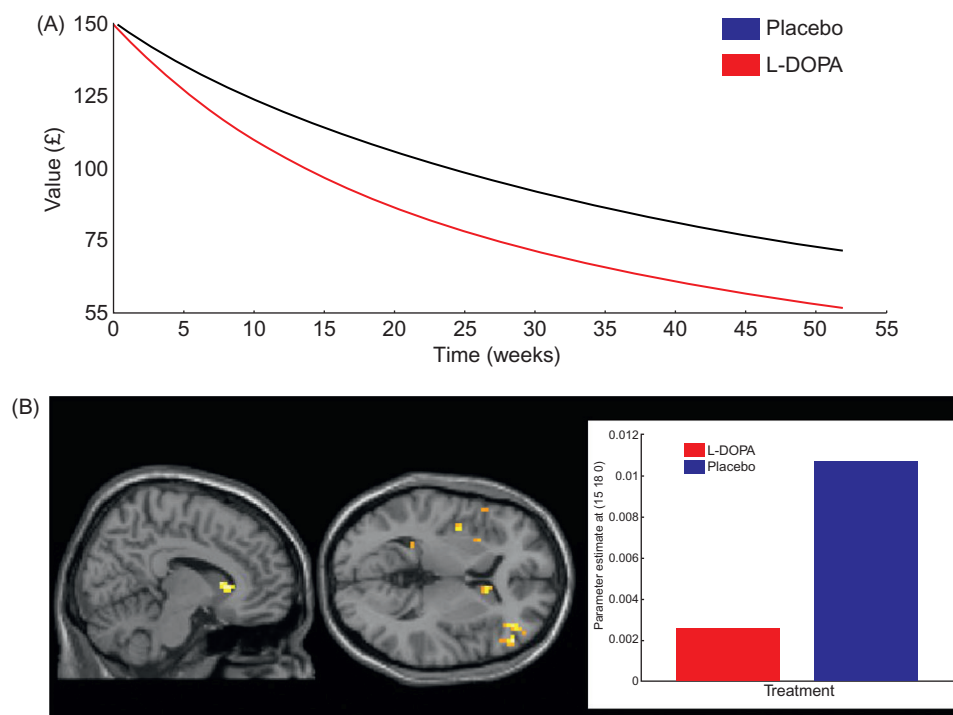 (A)
150
125
100
75
55
Value (£)
0 5 10 15 20 25 30 35 40 45 50 55
Time (weeks)
Placebo
L-DOPA
(B)
0.012
0.01
0.008
0.006
0.004
0.002
0
Parameter estimate at (15 18 0)
L-DOPA
Placebo
Treatment